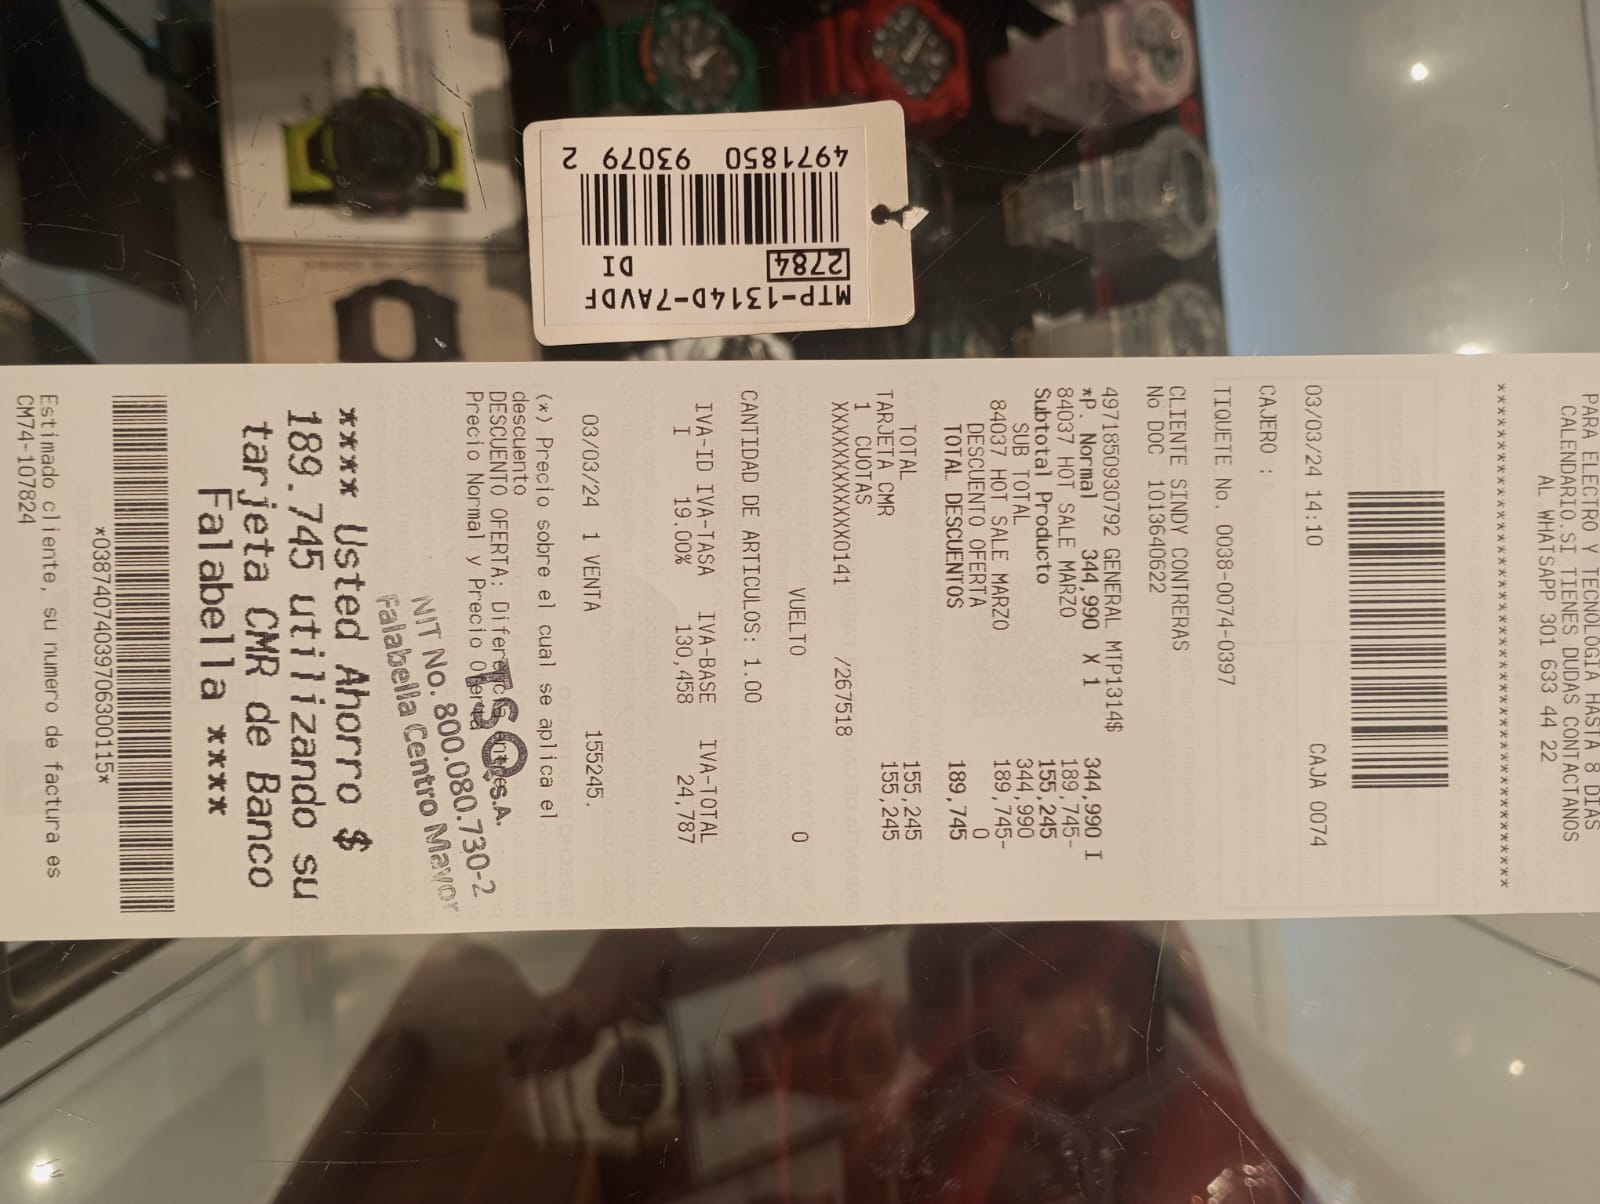 4971850 93079 2
2784 DI
MTP-1314D-7AVDF
PARA ELECTRO Y TECNOLOGIA HASTA 8 DIAS
CALENDARIO.SI TIENES DUDAS CONTACTANOS
AL WHATSAPP 301 633 44 22
****************************************
03/03/24 14:10 CAJA 0074
CAJERO :
TIQUETE No. 0038-0074-0397
CLIENTE SINDY CONTRERAS
No DOC 1013640622
4971850930792 GENERAL MTP1314$ 344,990 I
*P. Normal 344,990 X 1
84037 HOT SALE MARZO 189,745-
Subtotal Producto 155,245
SUB TOTAL 344,990
84037 HOT SALE MARZO 189,745-
DESCUENTO OFERTA 0
TOTAL DESCUENTOS 189,745
TOTAL 155,245
TARJETA CMR 155,245
1 CUOTAS
XXXXXXXXXXXXX0141 /267518
VUELTO 0
CANTIDAD DE ARTICULOS: 1.00
IVA-ID IVA-TASA IVA-BASE IVA-TOTAL
I 19.00% 130,458 24,787
03/03/24 1 VENTA 155245.
(*) Precio sobre el cual se aplica el
descuento
DESCUENTO OFERTA: Diferencia entre
Precio Normal y Precio Oferta
S.A.
NIT No. 800.080.730-2
Falabella Centro Mayor
**** Usted Ahorro $
189.745 utilizando su
tarjeta CMR de Banco
Falabella ****
*03874074039706300115*
Estimado cliente, su numero de factura es
CM74-107824